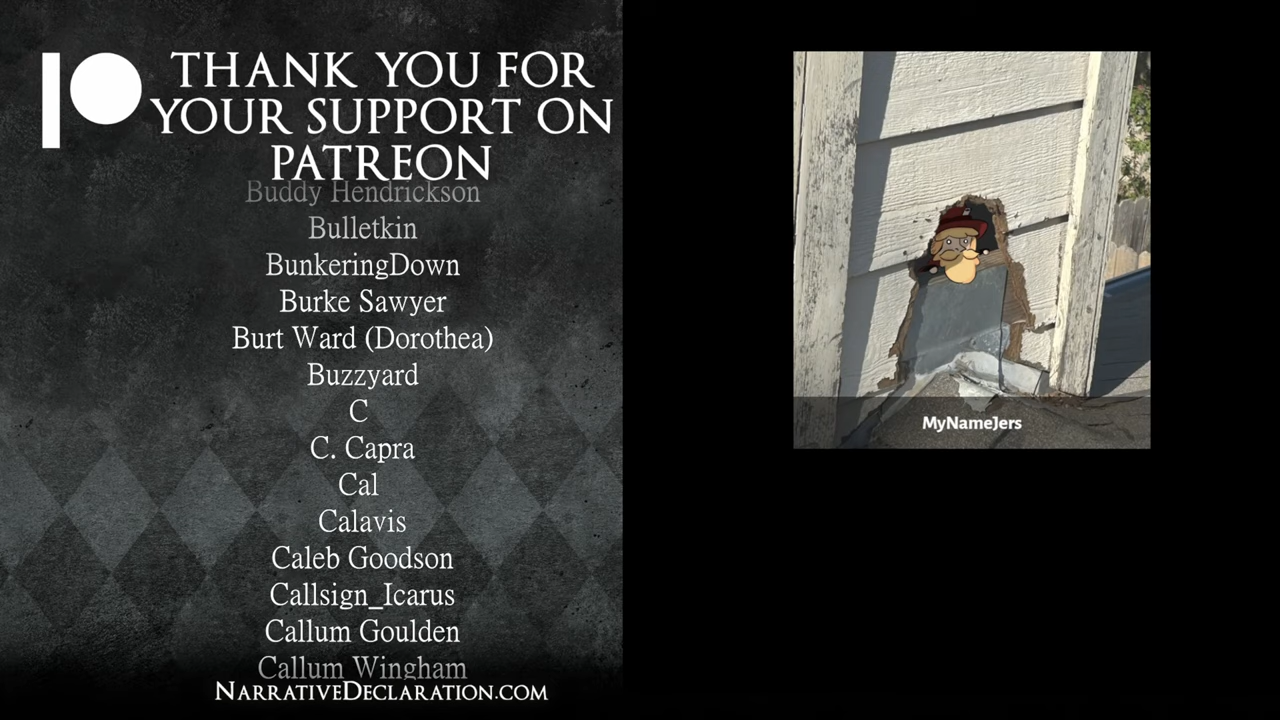 THANK YOU FOR
YOUR SUPPORT ON
PATREON
Buddy Hendrickson
Bulletkin
BunkeringDown
Burke Sawyer
Burt Ward (Dorothea)
Buzzyard
C
C. Capra
Cal
Calavis
Caleb Goodson
Callsign_Icarus
Callum Goulden
Callum Wingham
NARRATIVEDECLARATION.COM
MyNameJers